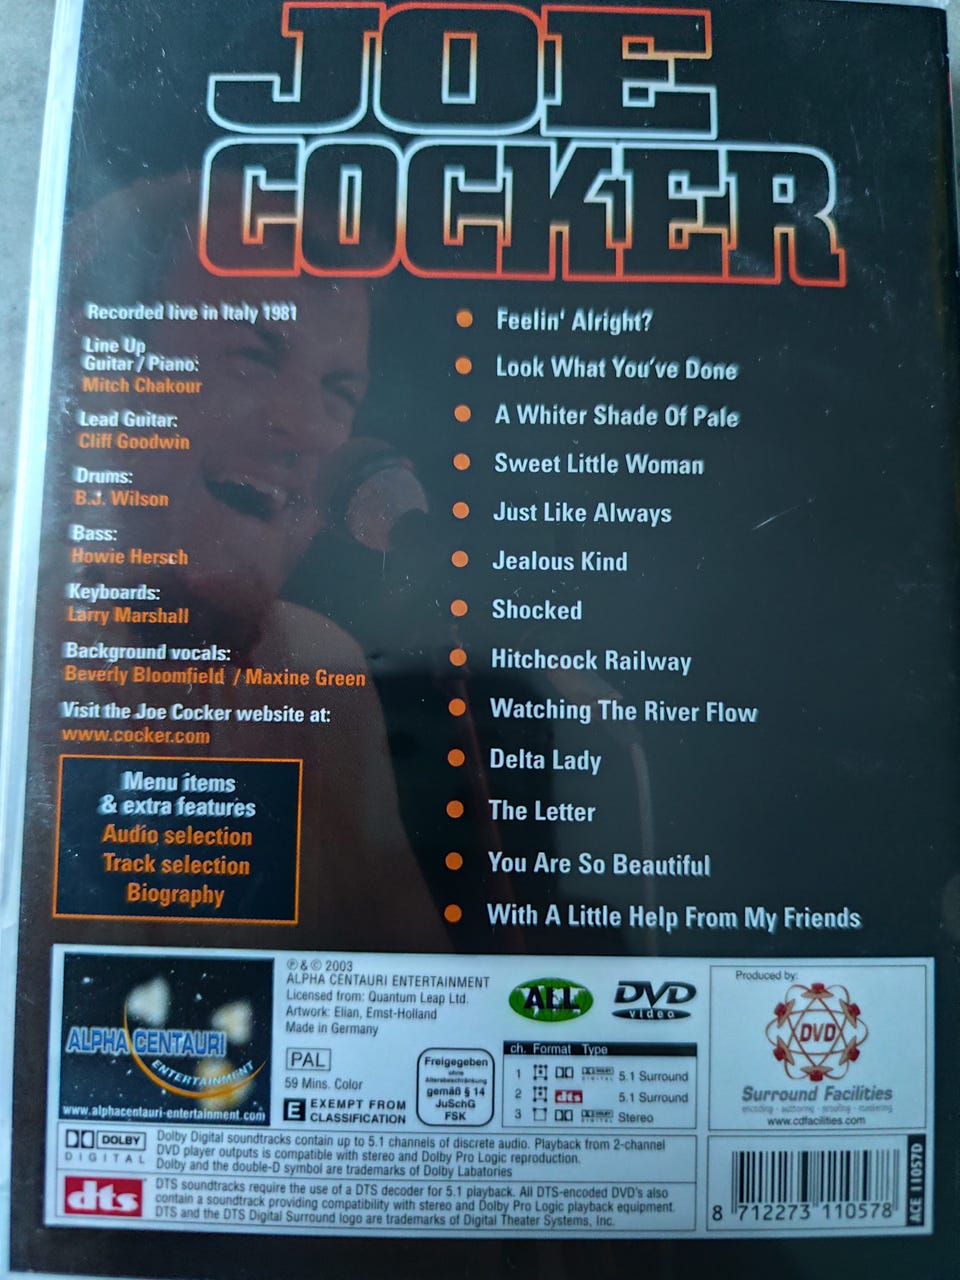 JOE
COCKER
Recorded live in Italy 1981
Line Up
Guitar / Piano:
Mitch Chakour
Lead Guitar:
Cliff Goodwin
Drums:
B.J. Wilson
Bass:
Howie Hersch
Keyboards:
Larry Marshall
Background vocals:
Beverly Bloomfield / Maxine Green
Visit the Joe Cocker website at:
www.cocker.com
Menu items
& extra features
Audio selection
Track selection
Biography
Feelin' Alright?
Look What You've Done
A Whiter Shade Of Pale
Sweet Little Woman
Just Like Always
Jealous Kind
Shocked
Hitchcock Railway
Watching The River Flow
Delta Lady
The Letter
You Are So Beautiful
With A Little Help From My Friends
ALPHA CENTAURI
ENTERTAINMENT
www.alphacentauri-entertainment.com
℗ & © 2003
ALPHA CENTAURI ENTERTAINMENT
Licensed from: Quantum Leap Ltd.
Artwork: Elian, Emst-Holland
Made in Germany
PAL
59 Mins. Color
E EXEMPT FROM
CLASSIFICATION
Freigegeben
ohne
Altersbeschränkung
gemäß § 14
JuSchG
FSK
ALL
DVD
video
ch. Format Type
1 DIGITAL 5.1 Surround
2 dts 5.1 Surround
3 DIGITAL Stereo
Produced by:
DVD
Surround Facilities
encoding - authoring - proofing - mastering
www.cdfacilities.com
DOLBY
DIGITAL
Dolby Digital soundtracks contain up to 5.1 channels of discrete audio. Playback from 2-channel
DVD player outputs is compatible with stereo and Dolby Pro Logic reproduction.
Dolby and the double-D symbol are trademarks of Dolby Labatories
dts
DTS soundtracks require the use of a DTS decoder for 5.1 playback. All DTS-encoded DVD's also
contain a soundtrack providing compatibility with stereo and Dolby Pro Logic playback equipment.
DTS and the DTS Digital Surround logo are trademarks of Digital Theater Systems, Inc.
8 712273 110578
ACE 11057D